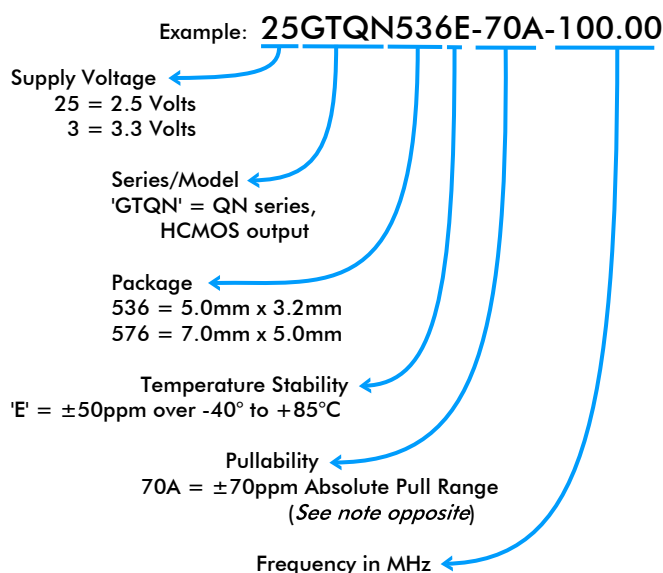 Example: 25GTQN536E-70A-100.00
Supply Voltage
25 = 2.5 Volts
3 = 3.3 Volts
Series/Model
'GTQN' = QN series,
HCMOS output
Package
536 = 5.0mm x 3.2mm
576 = 7.0mm x 5.0mm
Temperature Stability
'E' = ±50ppm over -40° to +85°C
Pullability
70A = ±70ppm Absolute Pull Range
(See note opposite)
Frequency in MHz